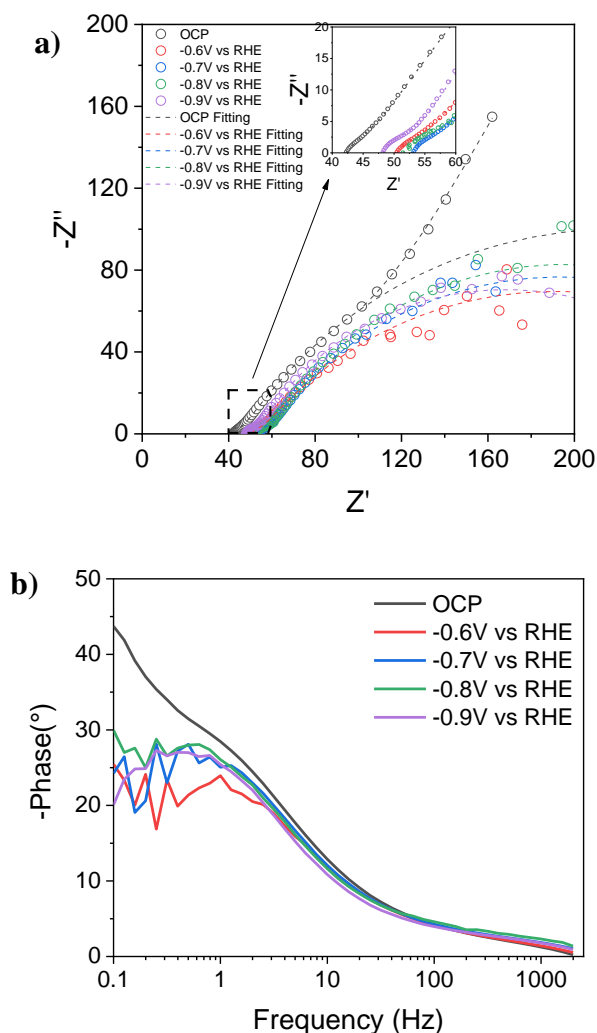 a)
-Z''
200
160
120
80
40
0
0
40
80
120
160
200
Z'
OCP
-0.6V vs RHE
-0.7V vs RHE
-0.8V vs RHE
-0.9V vs RHE
OCP Fitting
-0.6V vs RHE Fitting
-0.7V vs RHE Fitting
-0.8V vs RHE Fitting
-0.9V vs RHE Fitting
-Z''
20
15
10
5
0
40
45
50
55
60
Z'
b)
-Phase(°)
50
40
30
20
10
0
0.1
1
10
100
1000
Frequency (Hz)
OCP
-0.6V vs RHE
-0.7V vs RHE
-0.8V vs RHE
-0.9V vs RHE